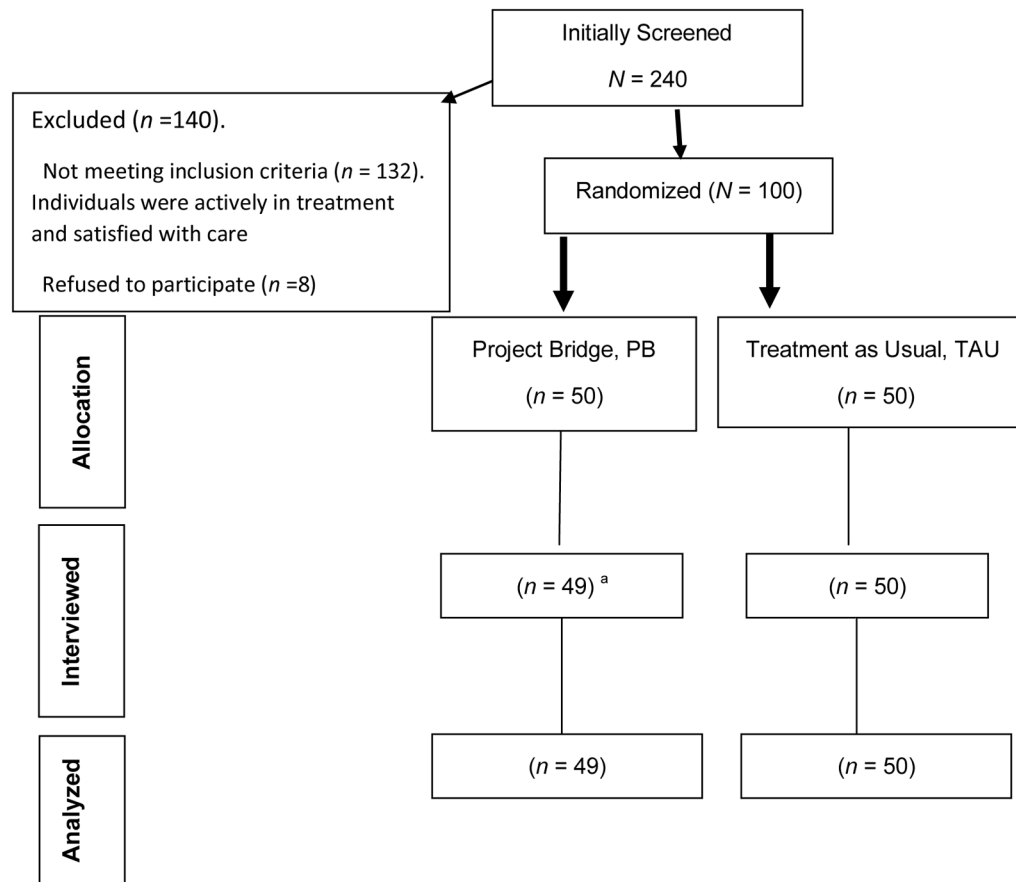 Initially Screened
N = 240
Excluded (n =140).
Not meeting inclusion criteria (n = 132).
Individuals were actively in treatment
and satisfied with care
Refused to participate (n =8)
Randomized (N = 100)
Allocation
Project Bridge, PB
(n = 50)
Treatment as Usual, TAU
(n = 50)
Interviewed
(n = 49) a
(n = 50)
Analyzed
(n = 49)
(n = 50)